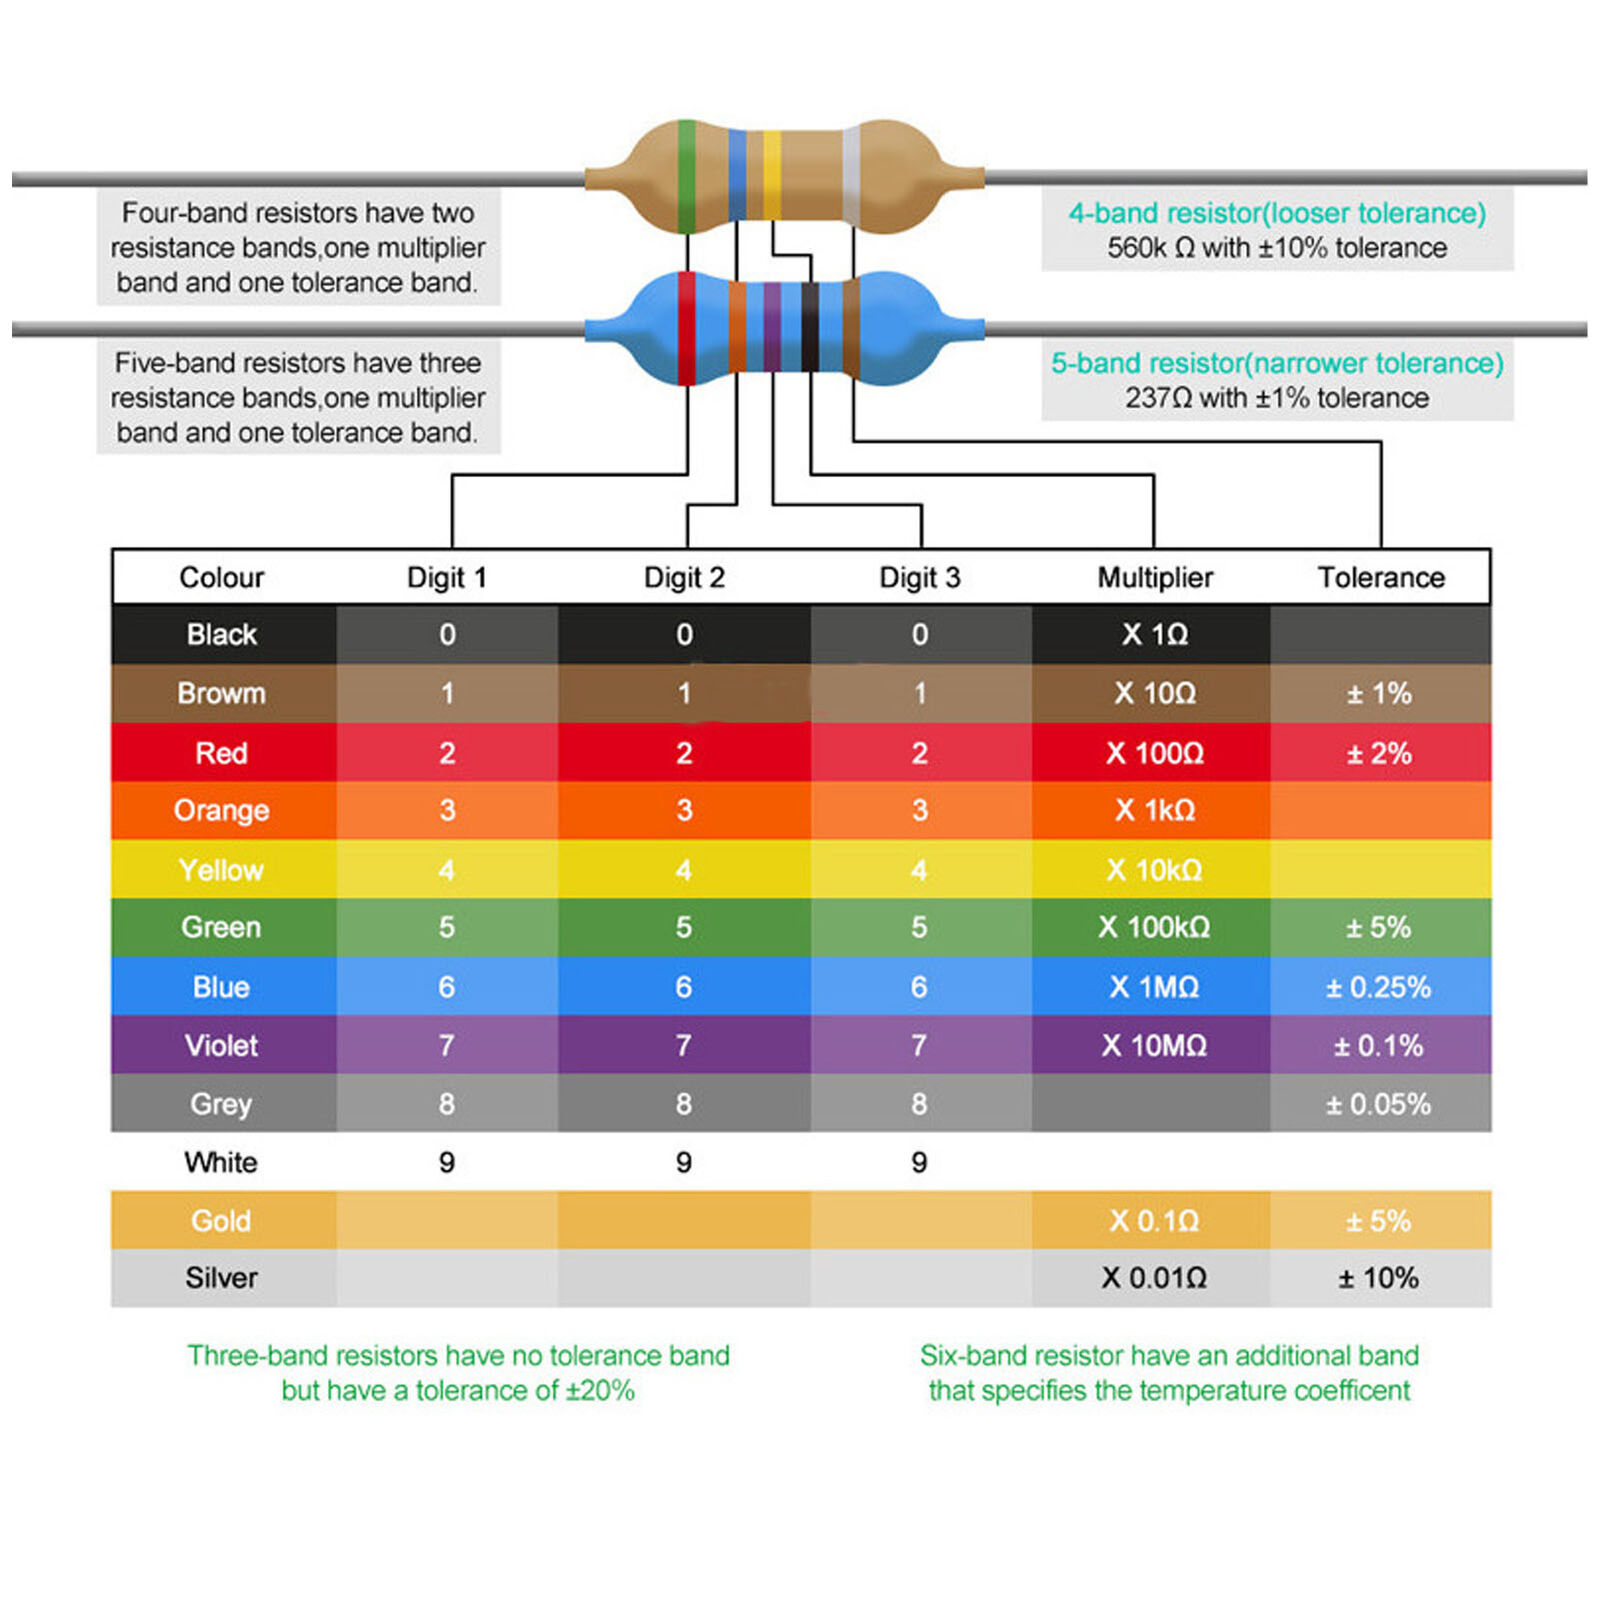 Four-band resistors have two
resistance bands,one multiplier
band and one tolerance band.
4-band resistor(looser tolerance)
560k Ω with ±10% tolerance
Five-band resistors have three
resistance bands,one multiplier
band and one tolerance band.
5-band resistor(narrower tolerance)
237Ω with ±1% tolerance
Colour Digit 1 Digit 2 Digit 3 Multiplier Tolerance
Black 0 0 0 X 1Ω
Browm 1 1 1 X 10Ω ± 1%
Red 2 2 2 X 100Ω ± 2%
Orange 3 3 3 X 1kΩ
Yellow 4 4 4 X 10kΩ
Green 5 5 5 X 100kΩ ± 5%
Blue 6 6 6 X 1MΩ ± 0.25%
Violet 7 7 7 X 10MΩ ± 0.1%
Grey 8 8 8 ± 0.05%
White 9 9 9
Gold X 0.1Ω ± 5%
Silver X 0.01Ω ± 10%
Three-band resistors have no tolerance band
but have a tolerance of ±20%
Six-band resistor have an additional band
that specifies the temperature coefficent